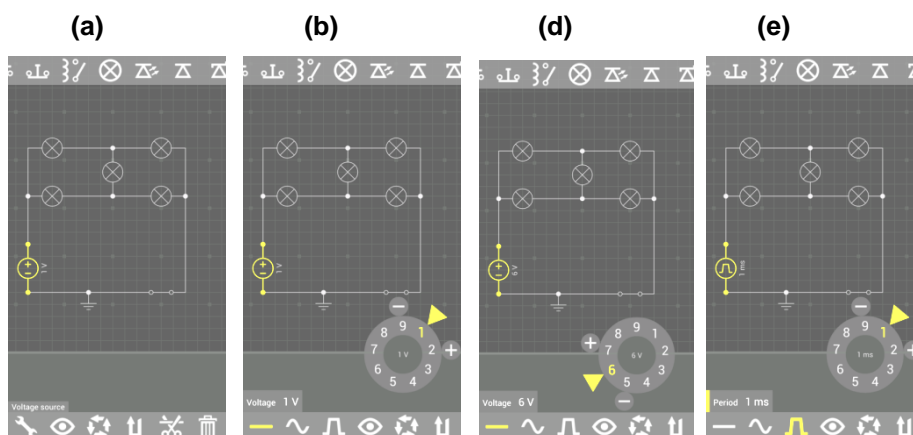 (a) (b) (d) (e)
1 V
Voltage source
1 V
1 2 3 4 5 6 7 8 9
1 V
Voltage 1 V
6 V
1 2 3 4 5 6 7 8 9
6 V
Voltage 6 V
1 ms
1 2 3 4 5 6 7 8 9
1 ms
Period 1 ms